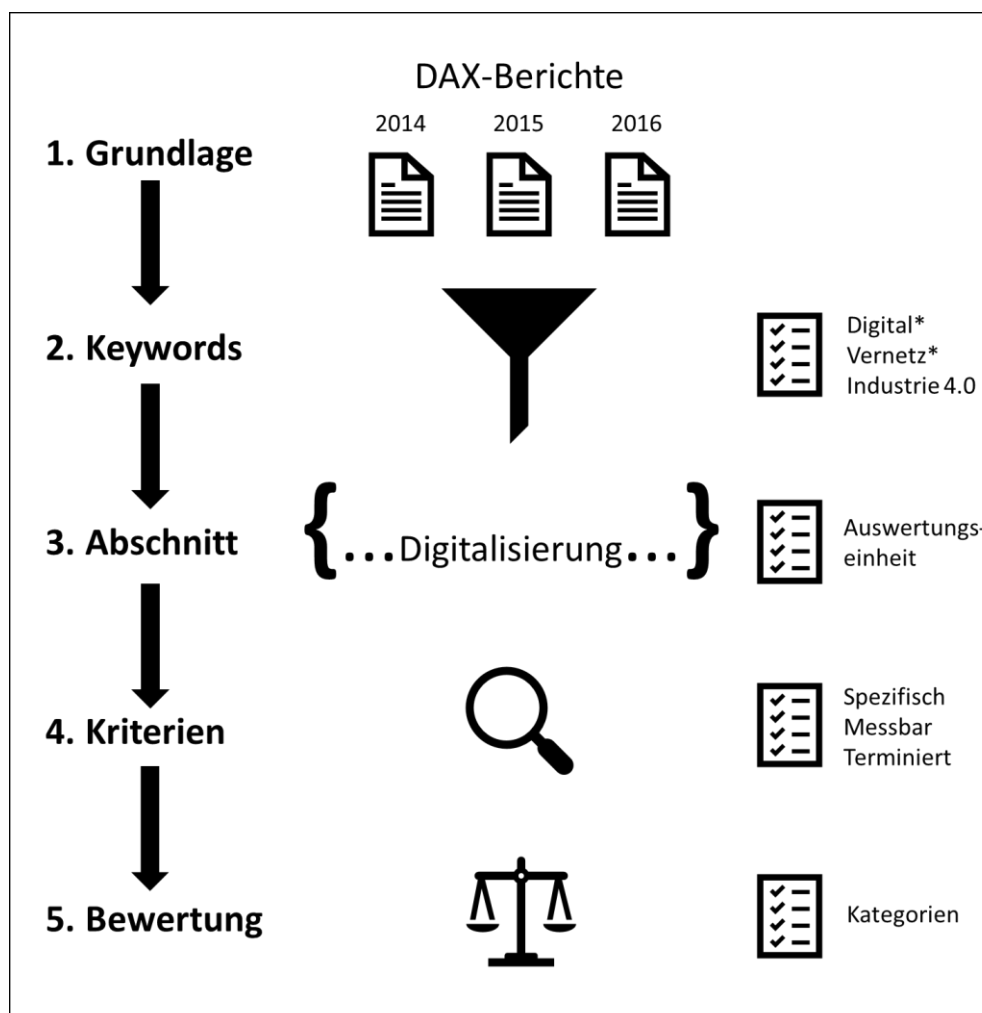 DAX-Berichte
2014 2015 2016
1. Grundlage
2. Keywords
Digital*
Vernetz*
Industrie 4.0
3. Abschnitt
{...Digitalisierung...}
Auswertungs-
einheit
4. Kriterien
Spezifisch
Messbar
Terminiert
5. Bewertung
Kategorien